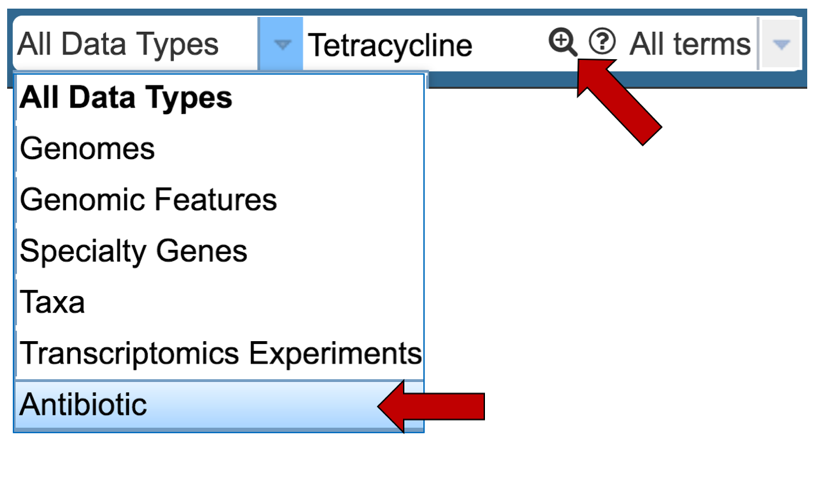 All Data Types Tetracycline All terms
All Data Types
Genomes
Genomic Features
Specialty Genes
Taxa
Transcriptomics Experiments
Antibiotic